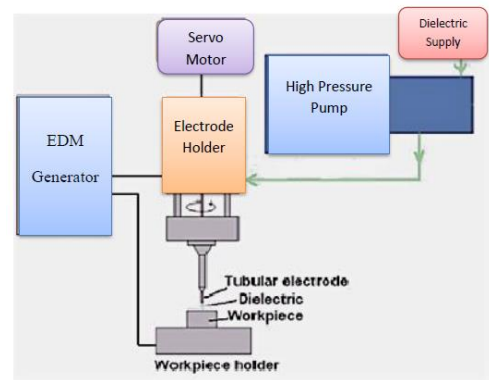 Servo
Motor
Dielectric
Supply
High Pressure
Pump
Electrode
Holder
EDM
Generator
Tubular electrode
Dielectric
Workpiece
Workpiece holder